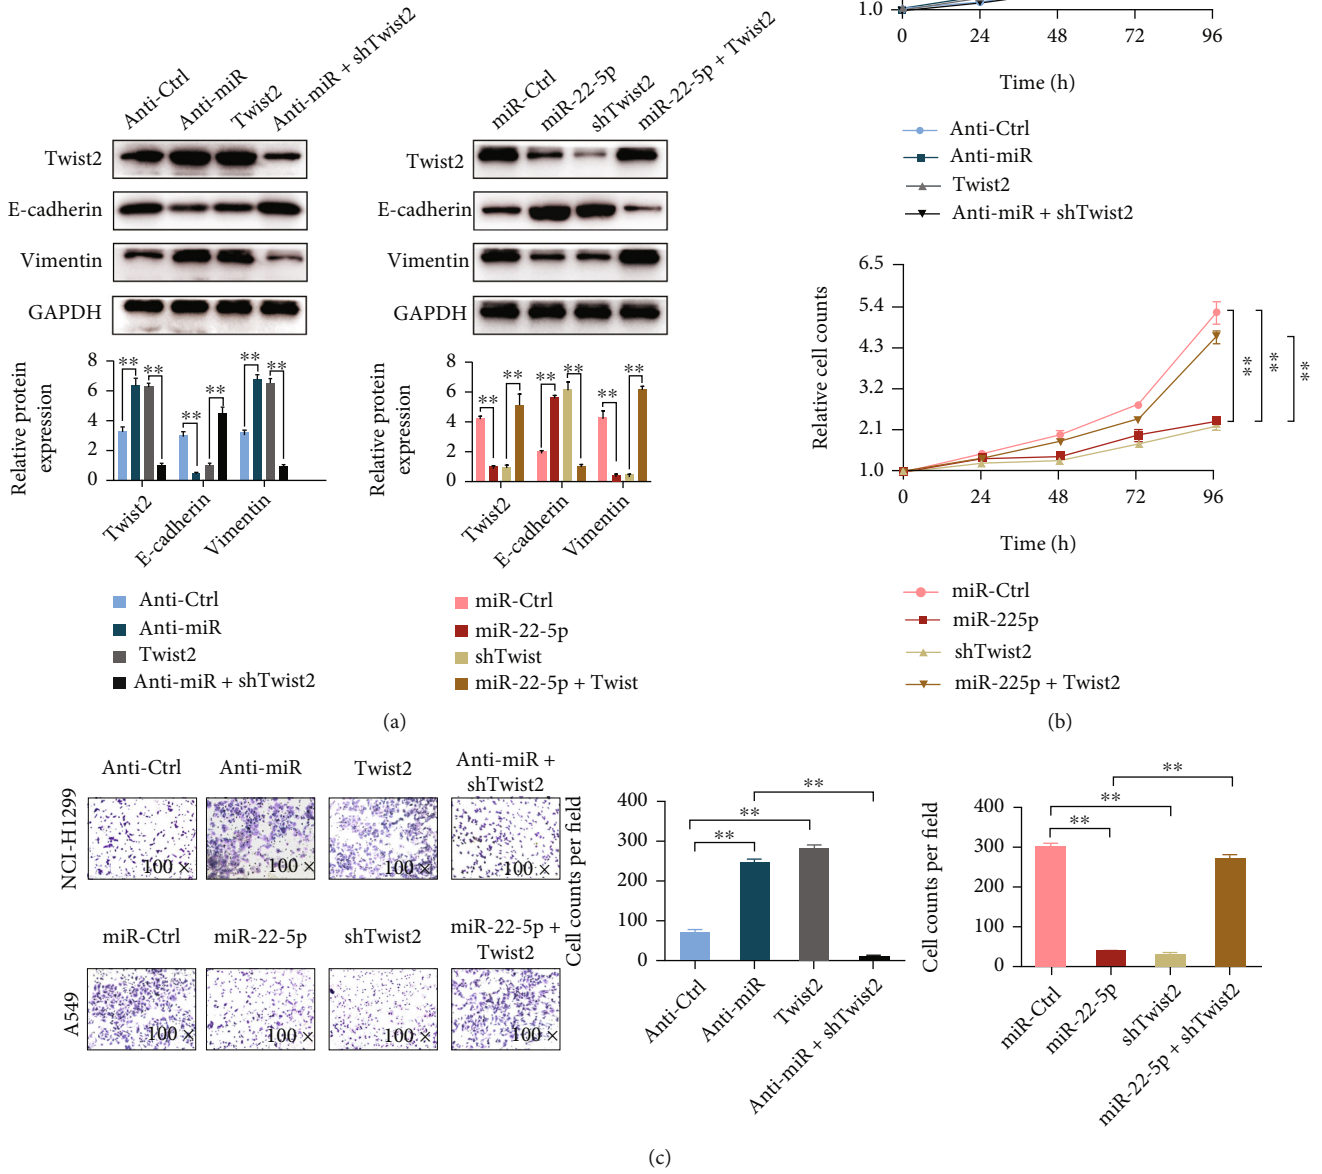 Anti-Ctrl
Anti-miR
Twist2
Anti-miR + shTwist2
Twist2
E-cadherin
Vimentin
GAPDH
miR-Ctrl
miR-22-5p
shTwist2
miR-22-5p + Twist2
Twist2
E-cadherin
Vimentin
GAPDH
Relative protein
expression
8
6
4
2
0
** ** ** ** ** **
Twist2
E-cadherin
Vimentin
Anti-Ctrl
Anti-miR
Twist2
Anti-miR + shTwist2
Relative protein
expression
8
6
4
2
0
** ** ** ** ** **
Twist2
E-cadherin
Vimentin
miR-Ctrl
miR-22-5p
shTwist
miR-22-5p + Twist
(a)
1.0
0 24 48 72 96
Time (h)
Anti-Ctrl
Anti-miR
Twist2
Anti-miR + shTwist2
Relative cell counts
6.5
5.4
4.3
3.2
2.1
1.0
** ** **
0 24 48 72 96
Time (h)
miR-Ctrl
miR-225p
shTwist2
miR-225p + Twist2
(b)
NCI-H1299
Anti-Ctrl
Anti-miR
Twist2
Anti-miR +
shTwist2
100 × 100 × 100 × 100 ×
A549
miR-Ctrl
miR-22-5p
shTwist2
miR-22-5p +
Twist2
100 × 100 × 100 × 100 ×
Cell counts per field
400
300
200
100
0
**
**
**
Anti-Ctrl
Anti-miR
Twist2
Anti-miR + shTwist2
Cell counts per field
400
300
200
100
0
**
**
**
miR-Ctrl
miR-22-5p
shTwist2
miR-22-5p + shTwist2
(c)